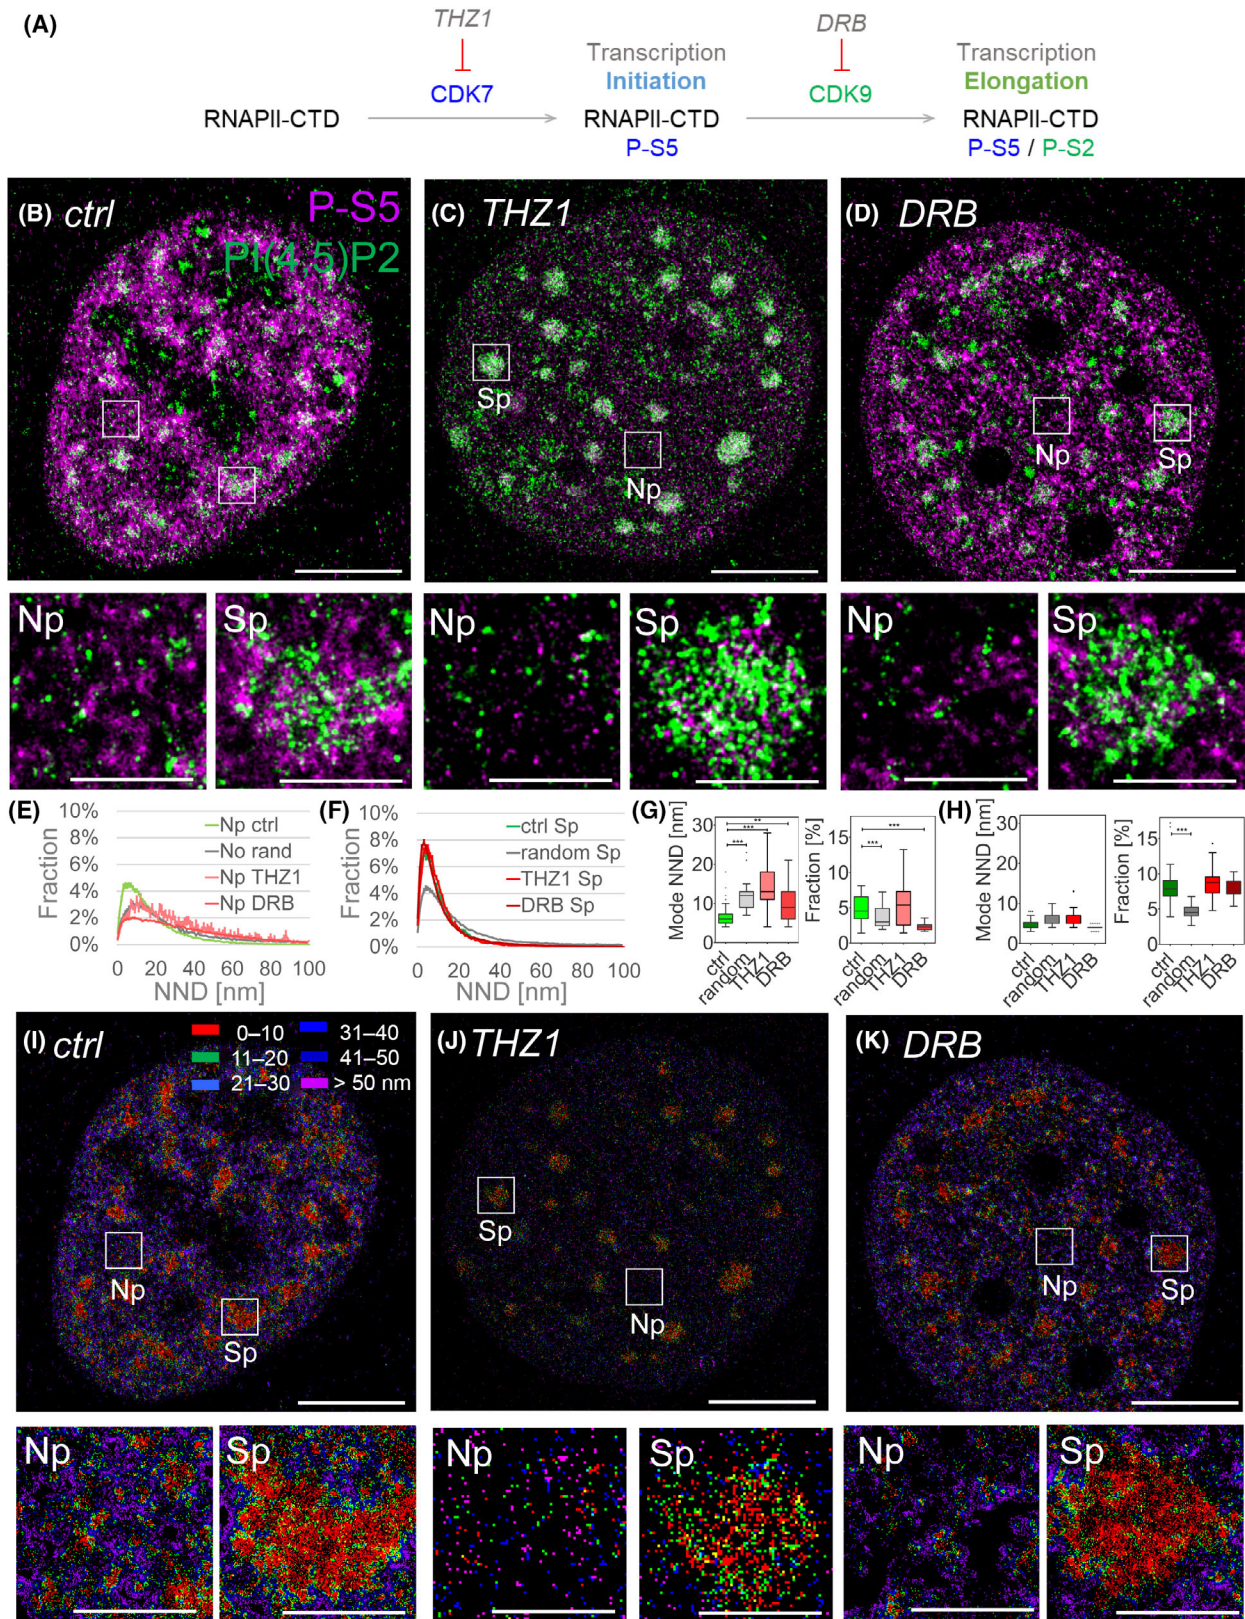 (A)
THZ1
DRB
Transcription
Initiation
Transcription
Elongation
CDK7
CDK9
RNAPII-CTD
RNAPII-CTD
RNAPII-CTD
P-S5
P-S5 / P-S2
(B) ctrl
P-S5
PI(4,5)P2
(C) THZ1
Sp
Np
(D) DRB
Np
Sp
Np
Sp
Np
Sp
Np
Sp
(E)
10%
8%
6%
4%
2%
0%
Fraction
Np ctrl
No rand
Np THZ1
Np DRB
0 20 40 60 80 100
NND [nm]
(F)
10%
8%
6%
4%
2%
0%
Fraction
ctrl Sp
random Sp
THZ1 Sp
DRB Sp
0 20 40 60 80 100
NND [nm]
(G)
Mode NND [nm]
30
20
10
0
**
***
***
ctrl
random
THZ1
DRB
Fraction [%]
15
10
5
0
***
***
ctrl
random
THZ1
DRB
(H)
Mode NND [nm]
30
20
10
0
ctrl
random
THZ1
DRB
Fraction [%]
15
10
5
0
***
ctrl
random
THZ1
DRB
(I) ctrl
0–10
11–20
21–30
31–40
41–50
> 50 nm
Np
Sp
(J) THZ1
Sp
Np
(K) DRB
Np
Sp
Np
Sp
Np
Sp
Np
Sp